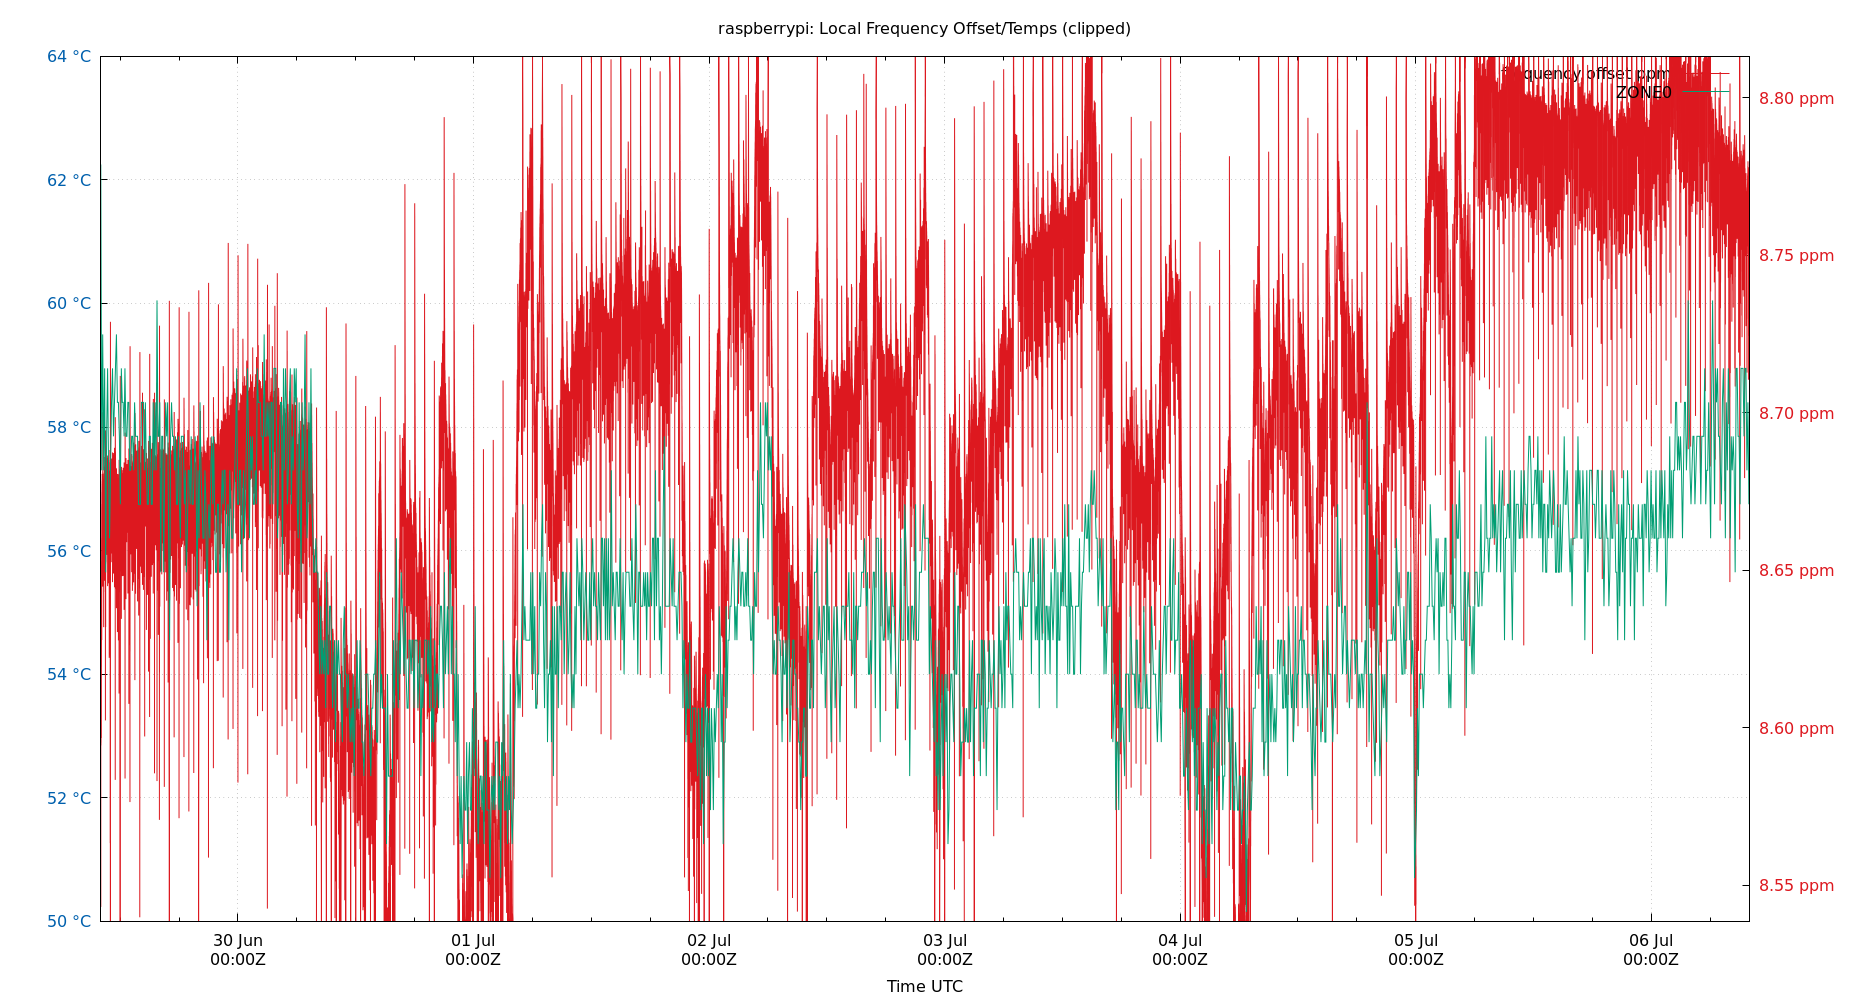 raspberrypi: Local Frequency Offset/Temps (clipped)
64 °C
62 °C
60 °C
58 °C
56 °C
54 °C
52 °C
50 °C
frequency offset ppm
ZONE0
8.80 ppm
8.75 ppm
8.70 ppm
8.65 ppm
8.60 ppm
8.55 ppm
30 Jun 01 Jul 02 Jul 03 Jul 04 Jul 05 Jul 06 Jul
00:00Z 00:00Z 00:00Z 00:00Z 00:00Z 00:00Z 00:00Z
Time UTC